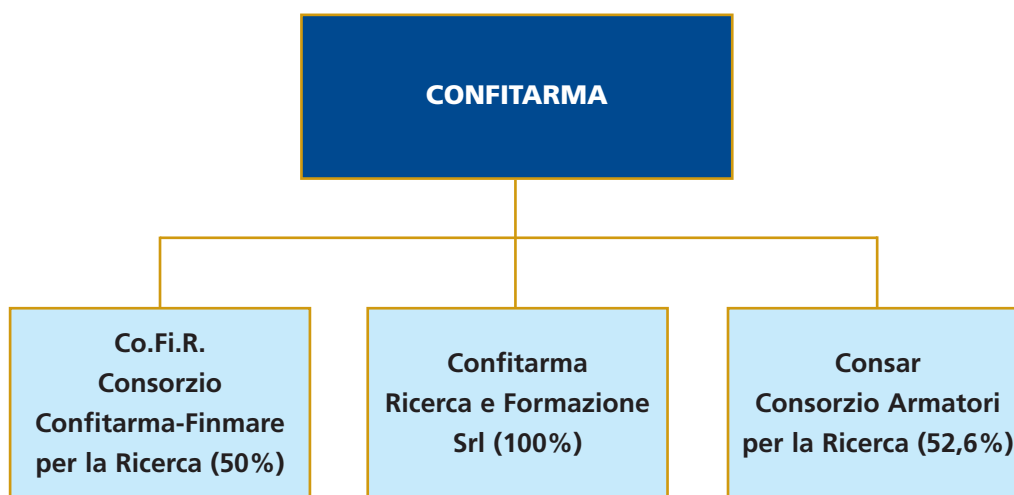 CONFITARMA
Co.Fi.R.
Consorzio
Confitarma-Finmare
per la Ricerca (50%)
Confitarma
Ricerca e Formazione
Srl (100%)
Consar
Consorzio Armatori
per la Ricerca (52,6%)